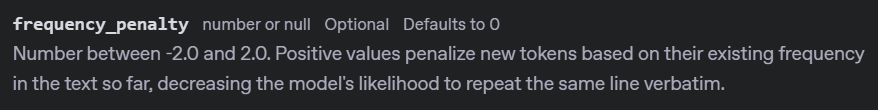 frequency_penalty number or null Optional Defaults to 0
Number between -2.0 and 2.0. Positive values penalize new tokens based on their existing frequency
in the text so far, decreasing the model's likelihood to repeat the same line verbatim.